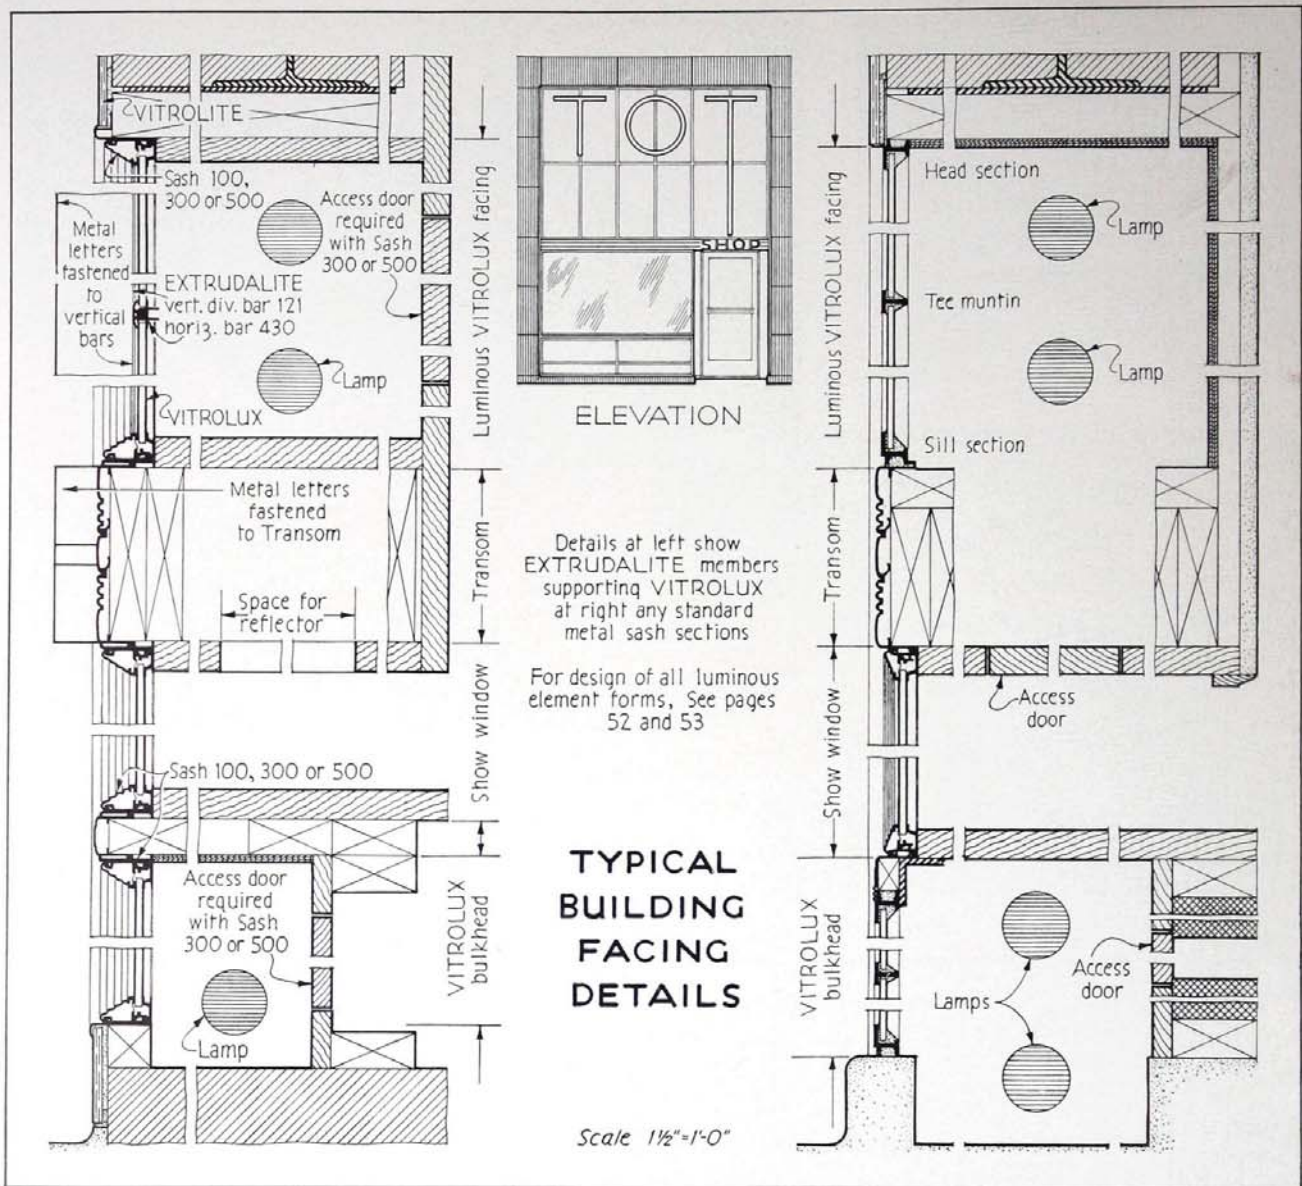 VITROLITE
Sash 100,
300 or 500
Metal
letters
fastened
to
vertical
bars
Access door
required
with Sash
300 or 500
EXTRUDALITE
vert. div. bar 121
horiz. bar 430
Lamp
VITROLUX
Luminous VITROLUX facing
Metal letters
fastened
to Transom
Space for
reflector
Transom
Show window
Sash 100, 300 or 500
Access door
required
with Sash
300 or 500
Lamp
VITROLUX
bulkhead
TOT
SHOP
ELEVATION
Details at left show
EXTRUDALITE members
supporting VITROLUX
at right any standard
metal sash sections
For design of all luminous
element forms, See pages
52 and 53
TYPICAL
BUILDING
FACING
DETAILS
Scale 1½"=1'-0"
Luminous VITROLUX facing
Head section
Lamp
Tee muntin
Lamp
Sill section
Transom
Access
door
Show window
VITROLUX
bulkhead
Lamps
Access
door